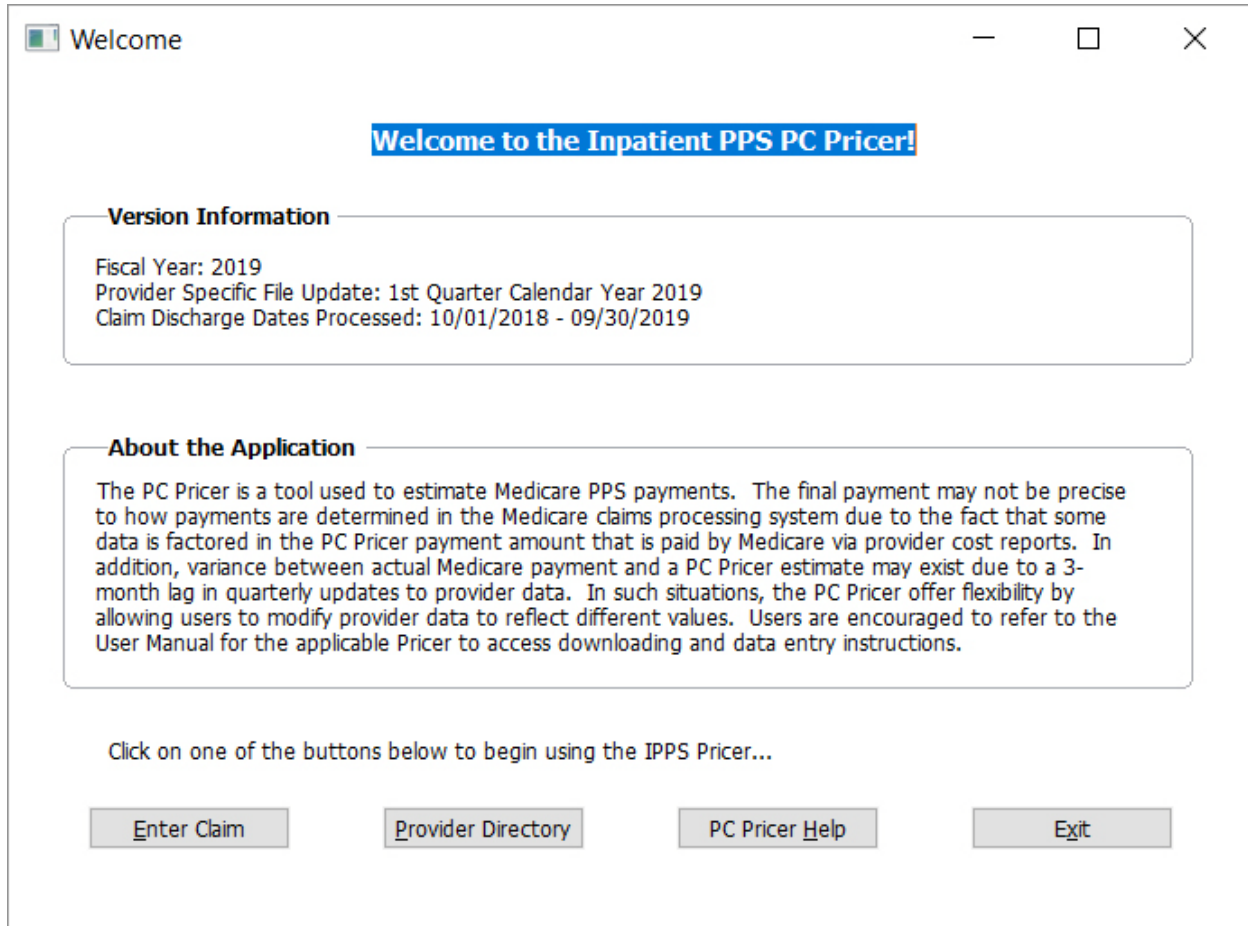 Welcome
Welcome to the Inpatient PPS PC Pricer!
Version Information
Fiscal Year: 2019
Provider Specific File Update: 1st Quarter Calendar Year 2019
Claim Discharge Dates Processed: 10/01/2018 - 09/30/2019
About the Application
The PC Pricer is a tool used to estimate Medicare PPS payments. The final payment may not be precise
to how payments are determined in the Medicare claims processing system due to the fact that some
data is factored in the PC Pricer payment amount that is paid by Medicare via provider cost reports. In
addition, variance between actual Medicare payment and a PC Pricer estimate may exist due to a 3-
month lag in quarterly updates to provider data. In such situations, the PC Pricer offer flexibility by
allowing users to modify provider data to reflect different values. Users are encouraged to refer to the
User Manual for the applicable Pricer to access downloading and data entry instructions.
Click on one of the buttons below to begin using the IPPS Pricer...
Enter Claim Provider Directory PC Pricer Help Exit